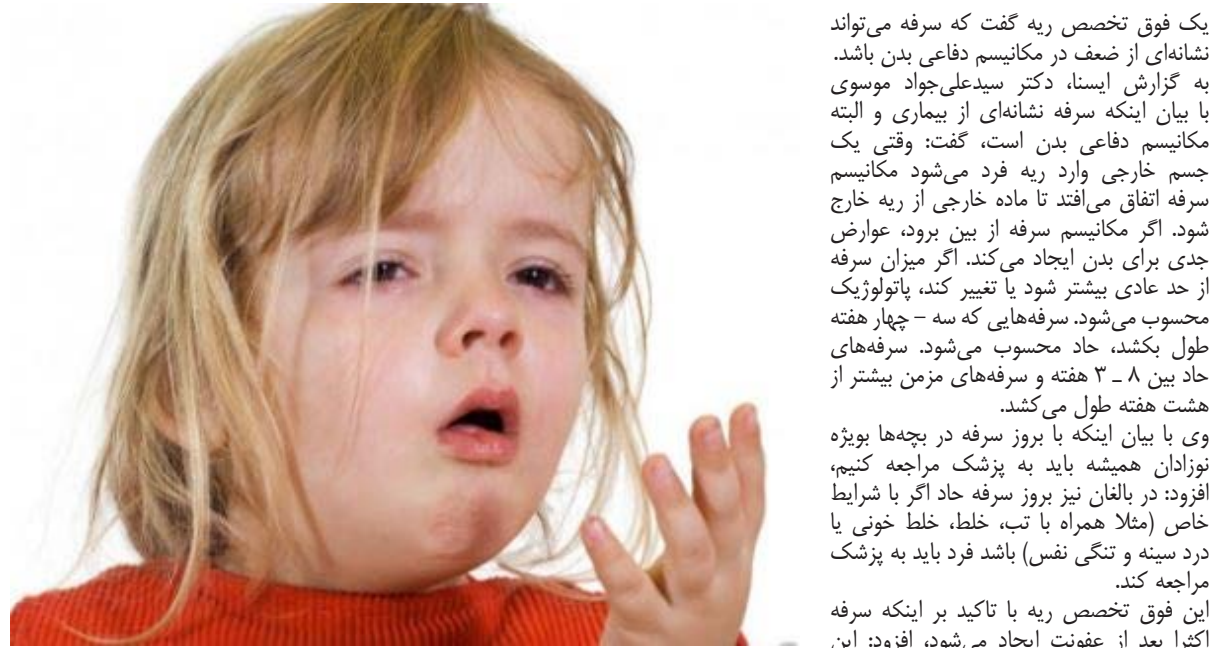 یک فوق تخصص ریه گفت که سرفه می‌تواند
نشانه‌ای از ضعف در مکانیسم دفاعی بدن باشد.
به گزارش ایسنا، دکتر سیدعلی‌جواد موسوی
با بیان اینکه سرفه نشانه‌ای از بیماری و البته
مکانیسم دفاعی بدن است، گفت: وقتی یک
جسم خارجی وارد ریه فرد می‌شود مکانیسم
سرفه اتفاق می‌افتد تا ماده خارجی از ریه خارج
شود. اگر مکانیسم سرفه از بین برود، عوارض
جدی برای بدن ایجاد می‌کند. اگر میزان سرفه
از حد عادی بیشتر شود یا تغییر کند، پاتولوژیک
محسوب می‌شود. سرفه‌هایی که سه – چهار هفته
طول بکشد، حاد محسوب می‌شود. سرفه‌های
حاد بین ۸ ـ ۳ هفته و سرفه‌های مزمن بیشتر از
هشت هفته طول می‌کشد.
وی با بیان اینکه با بروز سرفه در بچه‌ها بویژه
نوزادان همیشه باید به پزشک مراجعه کنیم،
افزود: در بالغان نیز بروز سرفه حاد اگر با شرایط
خاص (مثلا همراه با تب، خلط، خلط خونی یا
درد سینه و تنگی نفس) باشد فرد باید به پزشک
مراجعه کند.
این فوق تخصص ریه با تاکید بر اینکه سرفه
اکثرا بعد از عفونت ایجاد می‌شود، افزود: این